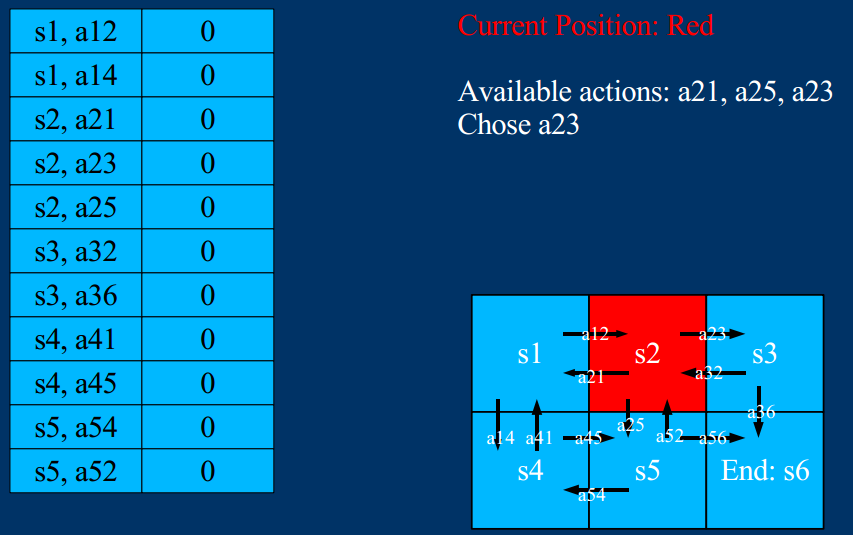 s1, a12 0
s1, a14 0
s2, a21 0
s2, a23 0
s2, a25 0
s3, a32 0
s3, a36 0
s4, a41 0
s4, a45 0
s5, a54 0
s5, a52 0
Current Position: Red
Available actions: a21, a25, a23
Chose a23
a12 a23
s1 s2 s3
a21 a32
a36
a25
a14 a41 a45 a52 a56
s4 s5 End: s6
a54